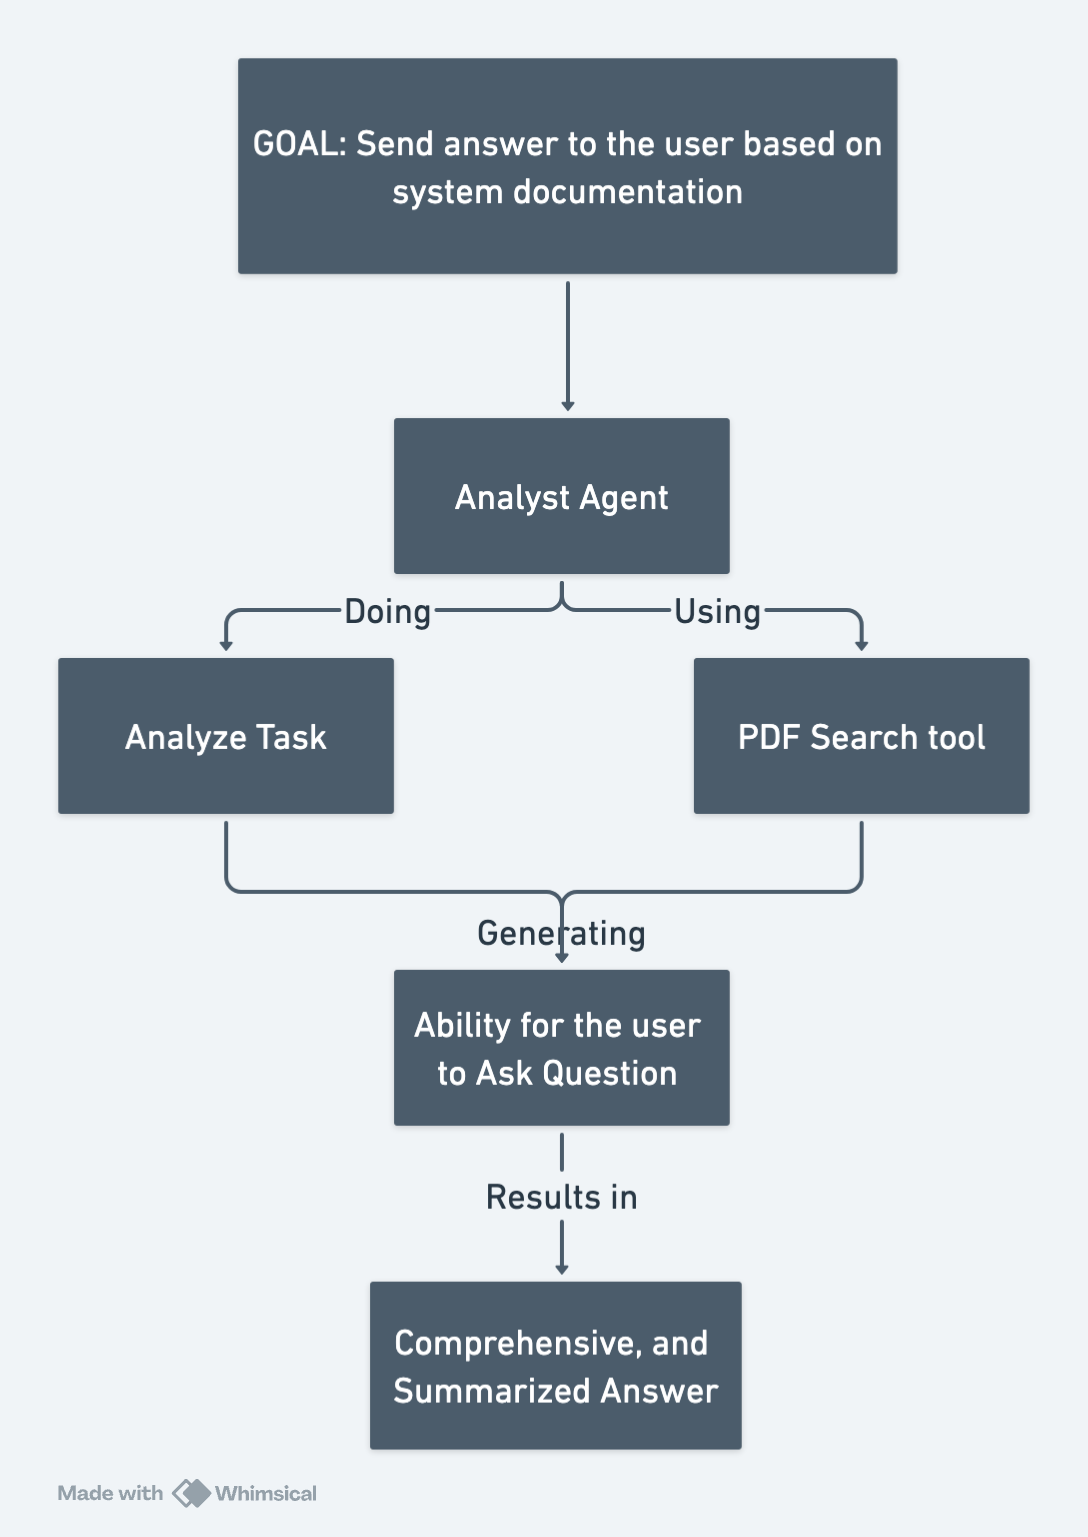 GOAL: Send answer to the user based on
system documentation
Analyst Agent
Doing
Using
Analyze Task
PDF Search tool
Generating
Ability for the user
to Ask Question
Results in
Comprehensive, and
Summarized Answer
Made with Whimsical